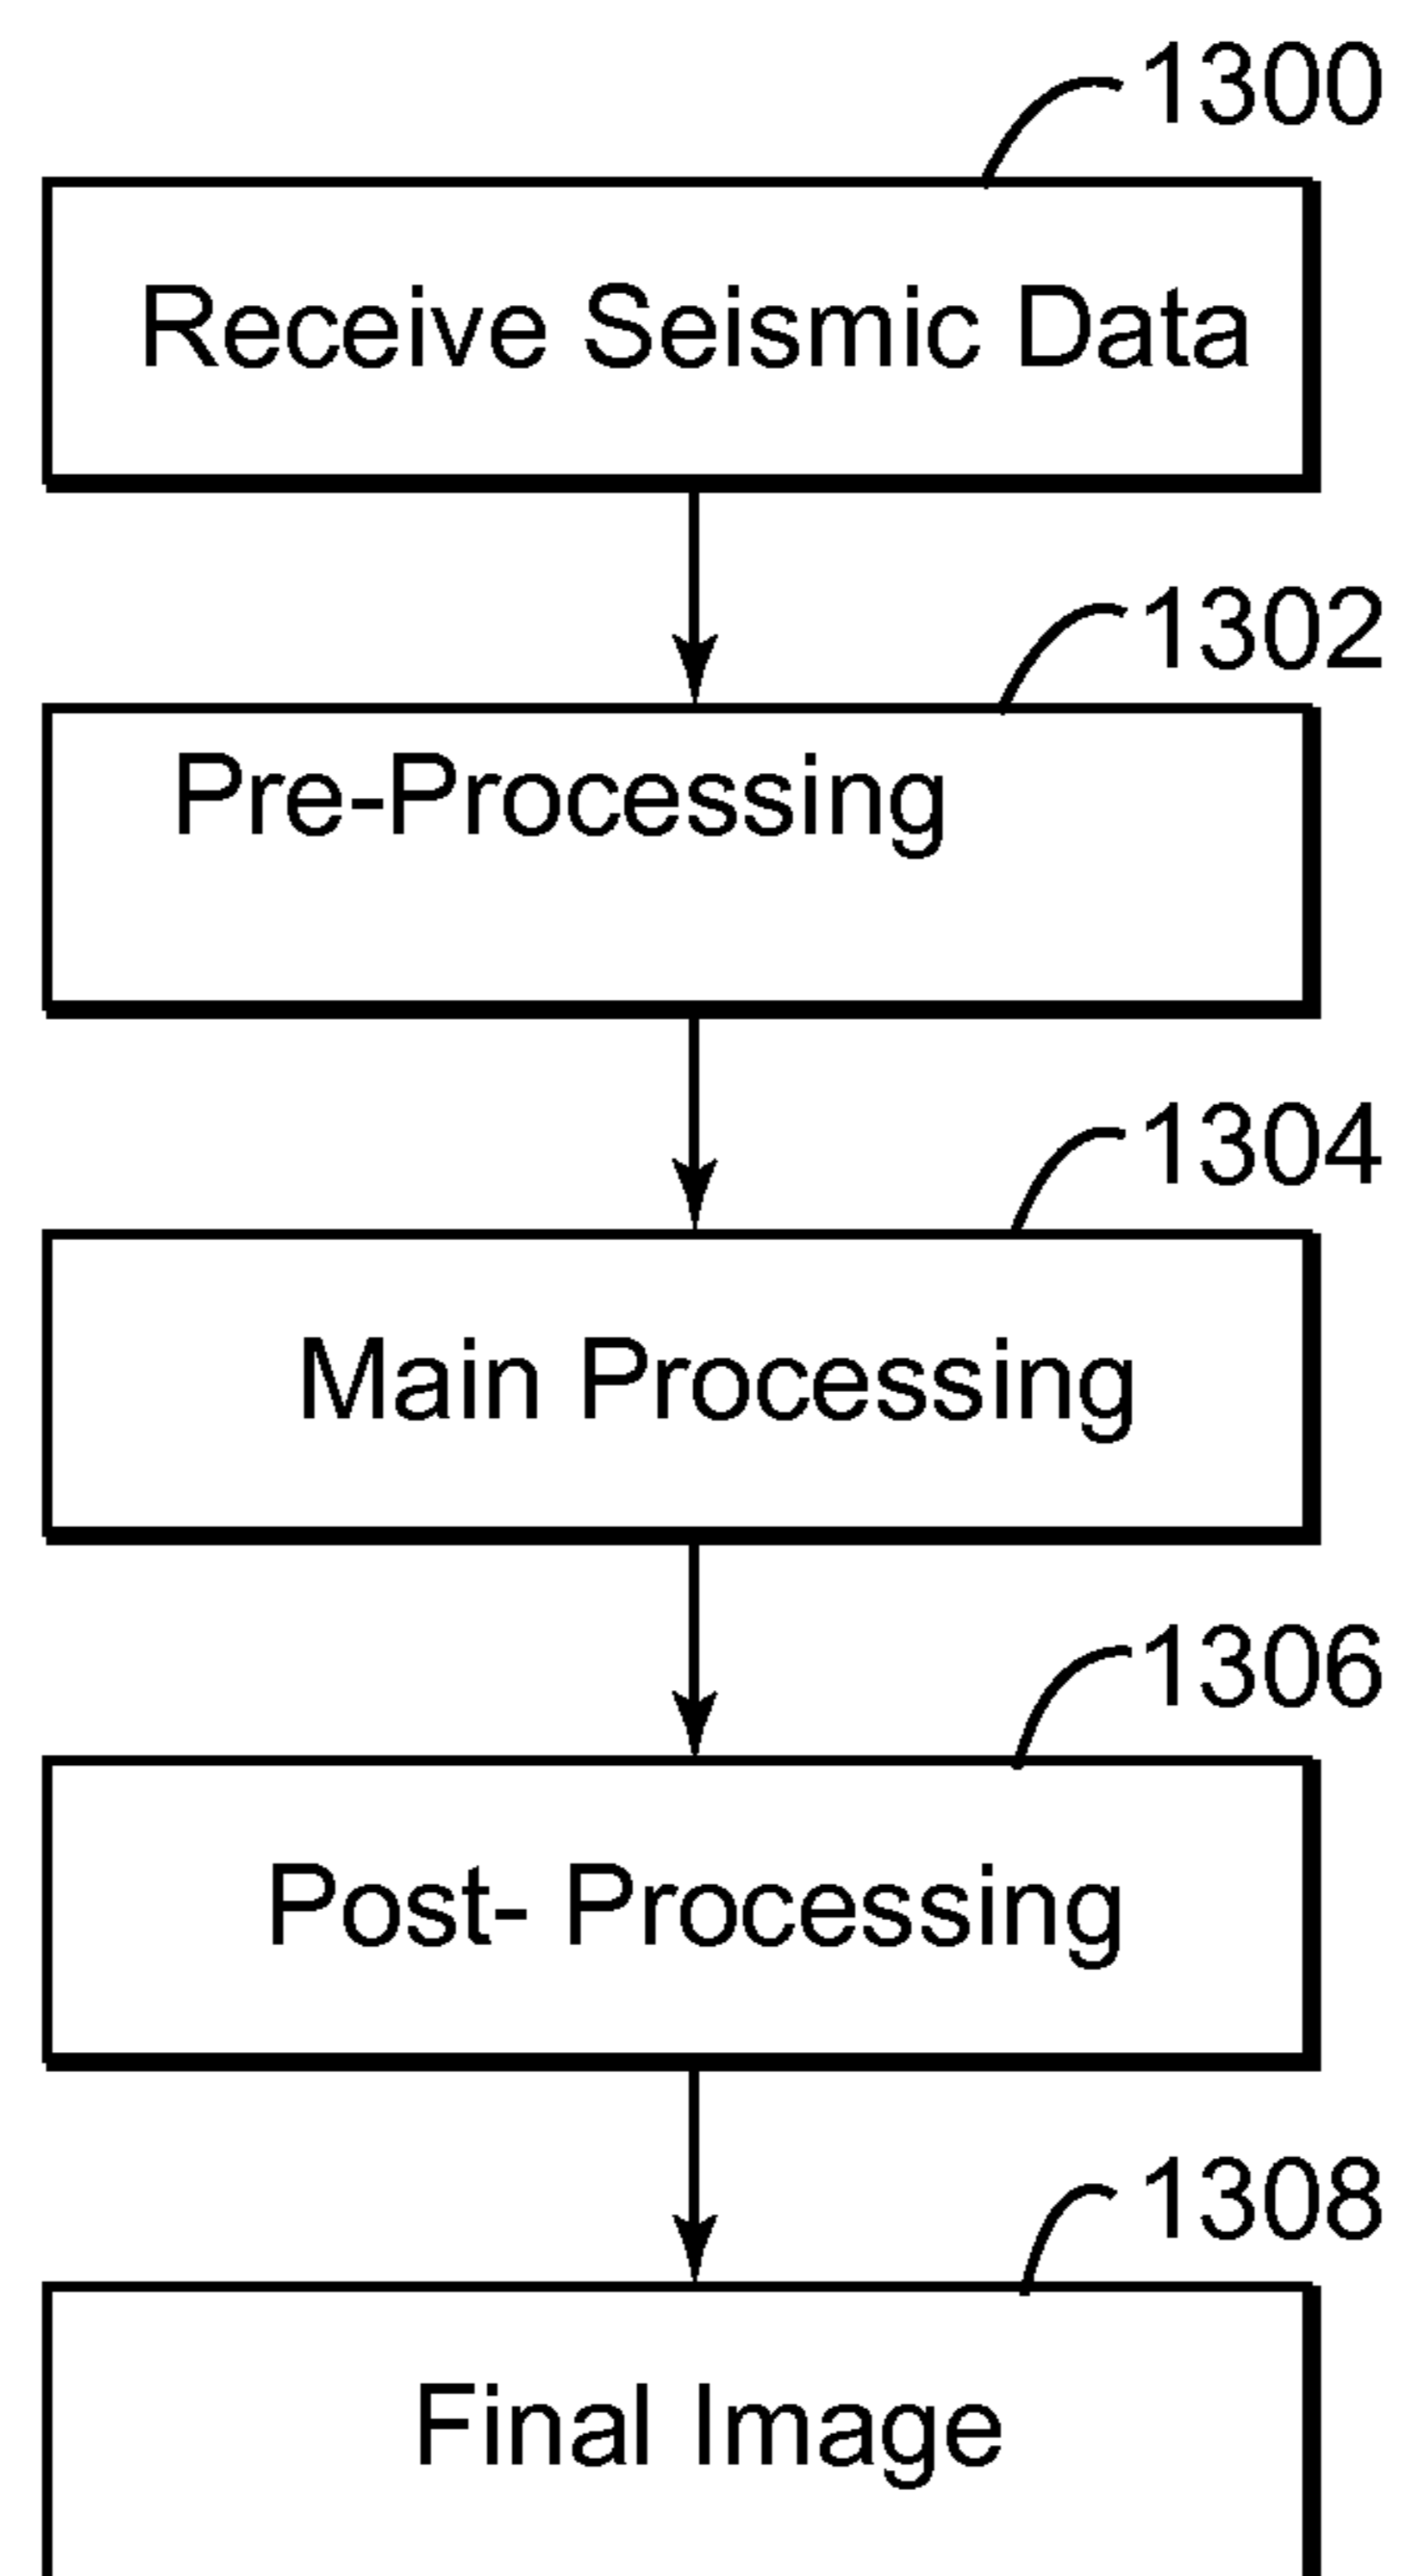 1300
Receive Seismic Data
1302
Pre-Processing
1304
Main Processing
1306
Post- Processing
1308
Final Image